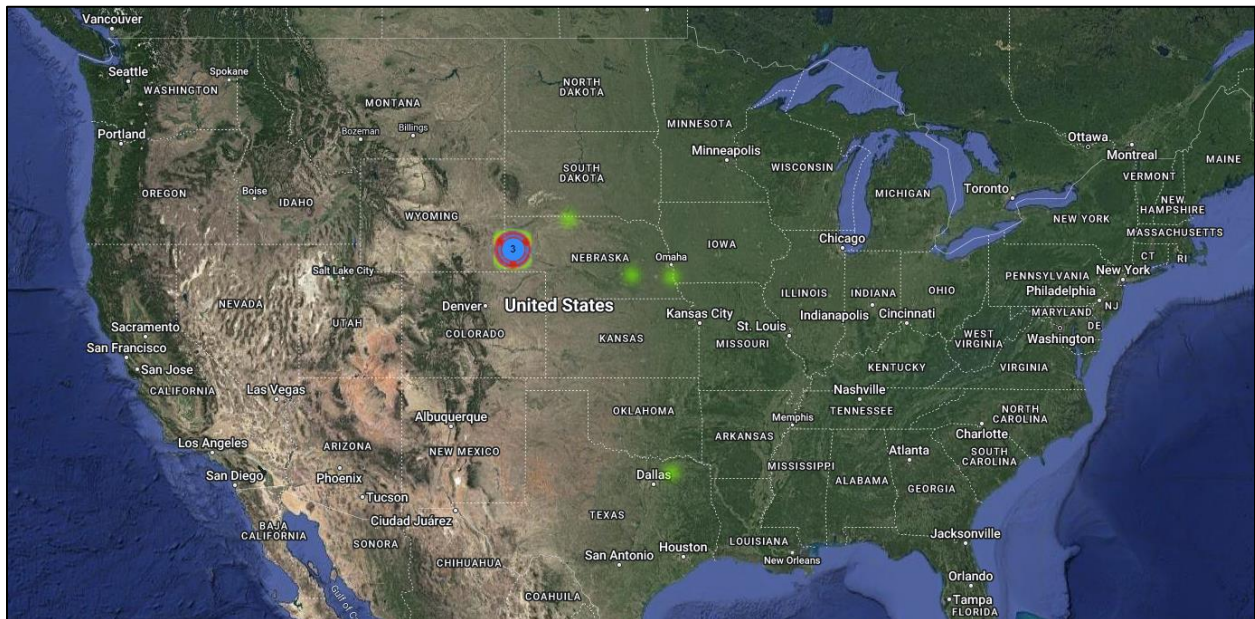 Vancouver
Seattle
Spokane
WASHINGTON
NORTH
DAKOTA
MONTANA
Bozeman
Billings
Portland
MINNESOTA
Minneapolis
Ottawa
Montreal
MAINE
WISCONSIN
VERMONT
SOUTH
DAKOTA
OREGON
Boise
IDAHO
MICHIGAN
Toronto
NEW
HAMPSHIRE
WYOMING
NEW YORK
MASSACHUSETTS
Chicago
IOWA
3
NEBRASKA
Omaha
CT
RI
Salt Lake City
PENNSYLVANIA
New York
ILLINOIS
INDIANA
OHIO
Philadelphia
NEVADA
Denver
United States
Kansas City
Indianapolis
Cincinnati
MARYLAND
NJ
UTAH
COLORADO
St. Louis
DE
Sacramento
KANSAS
MISSOURI
WEST
VIRGINIA
Washington
San Francisco
San Jose
KENTUCKY
VIRGINIA
CALIFORNIA
Las Vegas
Nashville
TENNESSEE
Albuquerque
OKLAHOMA
Memphis
NORTH
CAROLINA
Charlotte
Los Angeles
ARIZONA
NEW MEXICO
ARKANSAS
Atlanta
SOUTH
CAROLINA
San Diego
Phoenix
Dallas
MISSISSIPPI
ALABAMA
GEORGIA
Tucson
Ciudad Juárez
TEXAS
BAJA
CALIFORNIA
SONORA
Jacksonville
LOUISIANA
Houston
San Antonio
New Orleans
CHIHUAHUA
Orlando
COAHUILA
Tampa
FLORIDA
Gulf of C